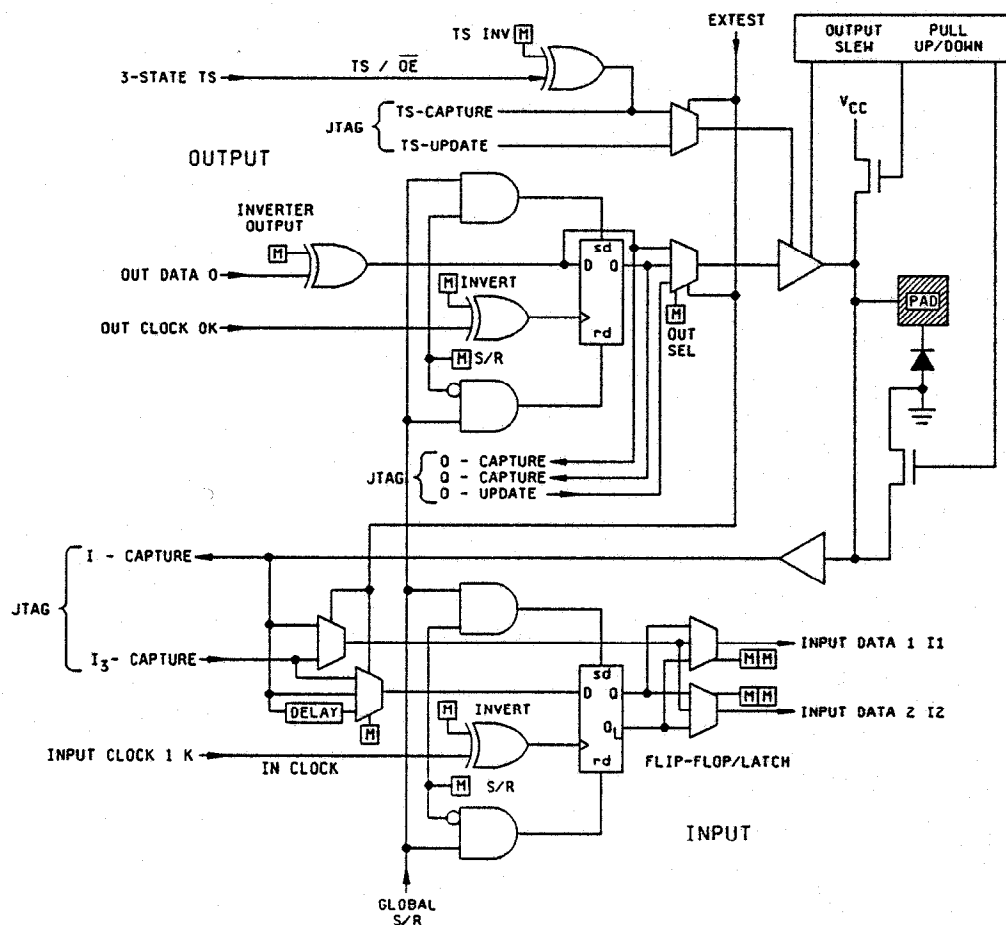 EXTEST
OUTPUT SLEW
PULL UP/DOWN
TS INV M
3-STATE TS
TS / OE
VCC
JTAG
TS-CAPTURE
TS-UPDATE
OUTPUT
INVERTER OUTPUT
M
OUT DATA O
sd
D Q
M INVERT
OUT CLOCK OK
rd
M
OUT SEL
PAD
M S/R
JTAG
O - CAPTURE
Q - CAPTURE
O - UPDATE
I - CAPTURE
JTAG
I3- CAPTURE
INPUT DATA 1 I1
M M
sd
D Q
QL
rd
M M
INPUT DATA 2 I2
DELAY
M
M INVERT
INPUT CLOCK 1 K
IN CLOCK
FLIP-FLOP/LATCH
M S/R
INPUT
GLOBAL S/R